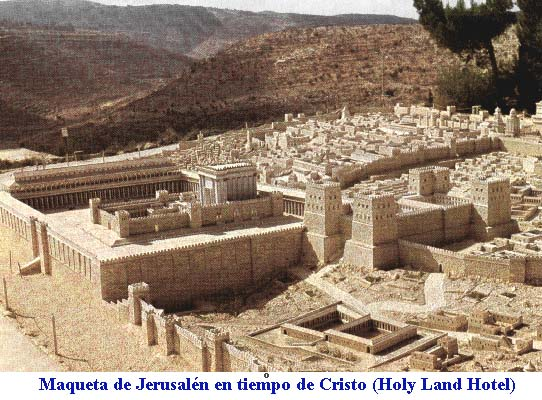 Maqueta de Jerusalén en tiempo de Cristo (Holy Land Hotel)